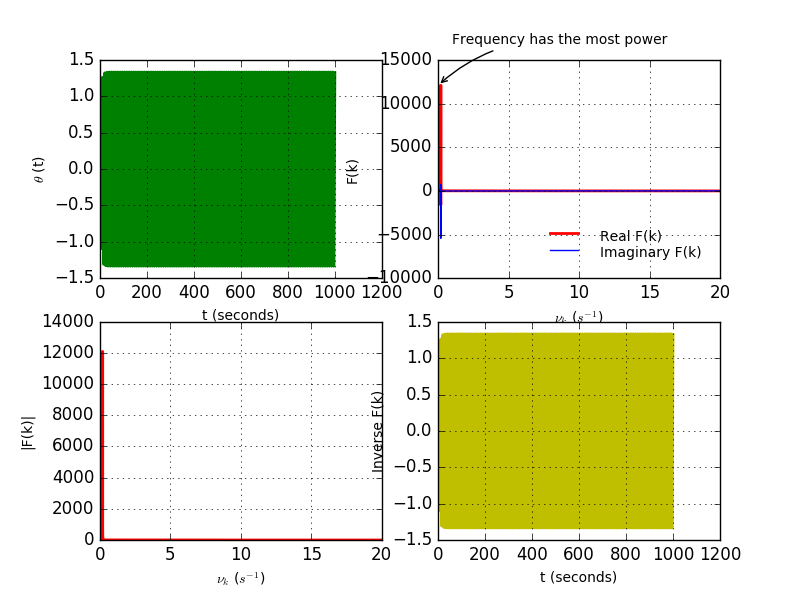 Frequency has the most power
1.5
1.0
0.5
0.0
−0.5
−1.0
−1.5
θ (t)
0 200 400 600 800 1000 1200
t (seconds)
15000
10000
5000
0
−5000
−10000
F(k)
Real F(k)
Imaginary F(k)
0 5 10 15 20
νk (s−1)
14000
12000
10000
8000
6000
4000
2000
0
|F(k)|
0 5 10 15 20
νk (s−1)
1.5
1.0
0.5
0.0
−0.5
−1.0
−1.5
Inverse F(k)
0 200 400 600 800 1000 1200
t (seconds)